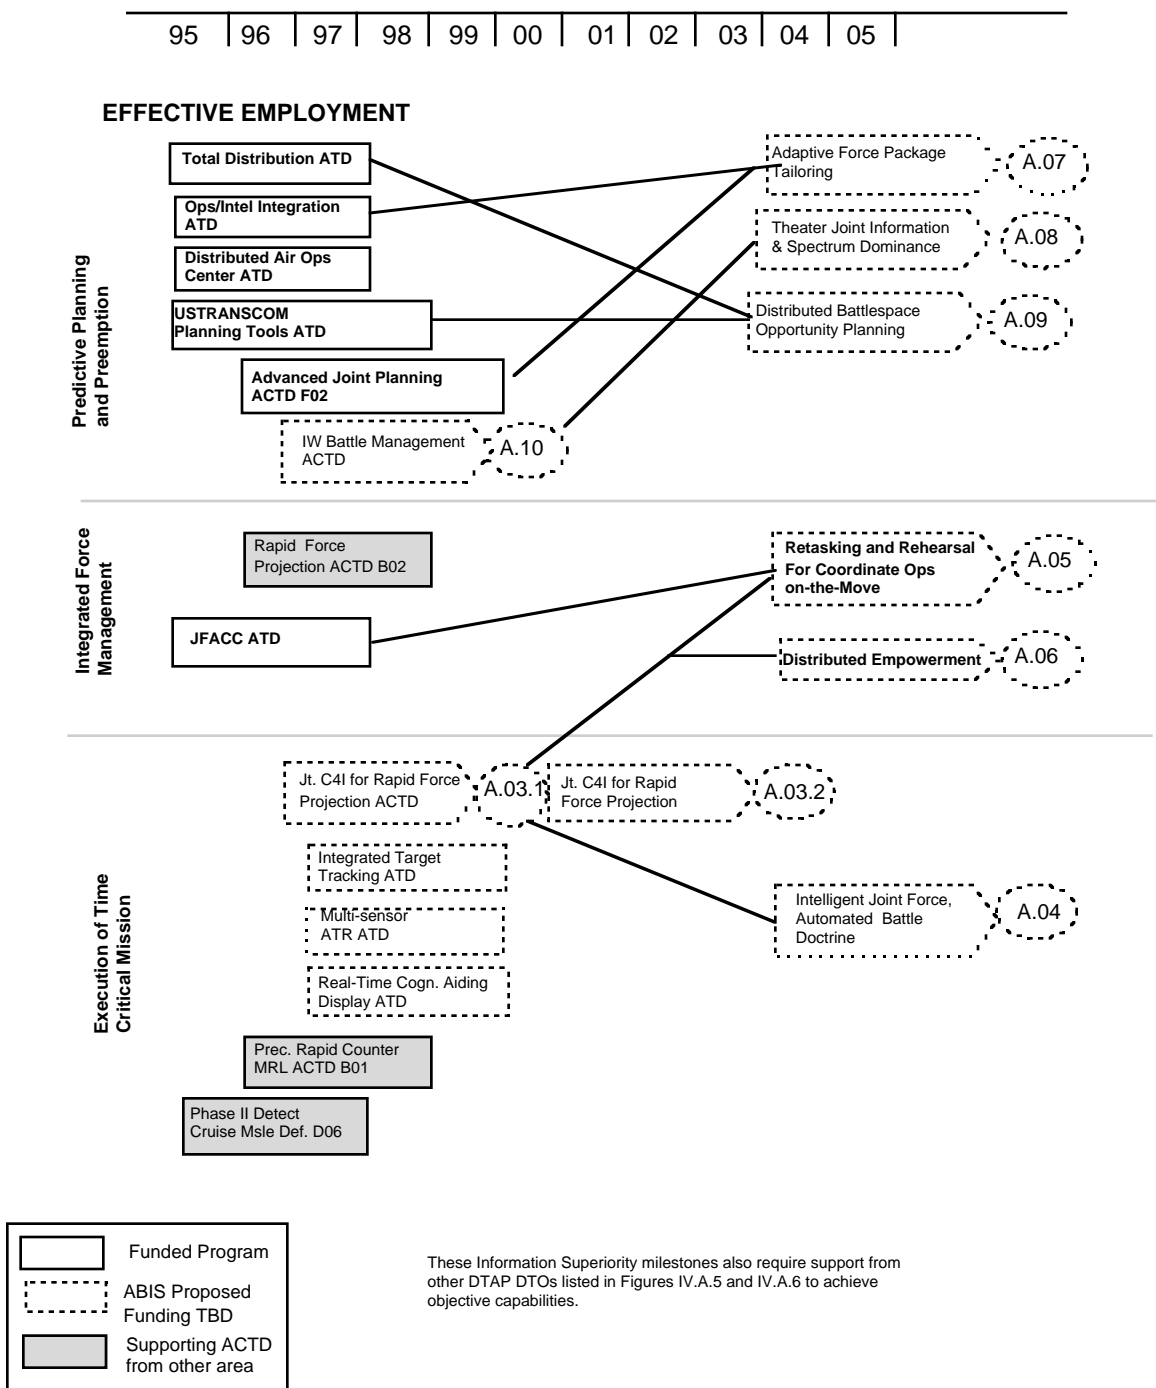 95 96 97 98 99 00 01 02 03 04 05
EFFECTIVE EMPLOYMENT
Predictive Planning
and Preemption
Total Distribution ATD
Ops/Intel Integration
ATD
Distributed Air Ops
Center ATD
USTRANSCOM
Planning Tools ATD
Advanced Joint Planning
ACTD F02
IW Battle Management
ACTD
A.10
Adaptive Force Package
Tailoring
A.07
Theater Joint Information
& Spectrum Dominance
A.08
Distributed Battlespace
Opportunity Planning
A.09
Integrated Force
Management
Rapid Force
Projection ACTD B02
JFACC ATD
Retasking and Rehearsal
For Coordinate Ops
on-the-Move
A.05
Distributed Empowerment
A.06
Execution of Time
Critical Mission
Jt. C4I for Rapid Force
Projection ACTD
A.03.1
Jt. C4I for Rapid
Force Projection
A.03.2
Integrated Target
Tracking ATD
Multi-sensor
ATR ATD
Real-Time Cogn. Aiding
Display ATD
Intelligent Joint Force,
Automated Battle
Doctrine
A.04
Prec. Rapid Counter
MRL ACTD B01
Phase II Detect
Cruise Msle Def. D06
Funded Program
ABIS Proposed
Funding TBD
Supporting ACTD
from other area
These Information Superiority milestones also require support from
other DTAP DTOs listed in Figures IV.A.5 and IV.A.6 to achieve
objective capabilities.